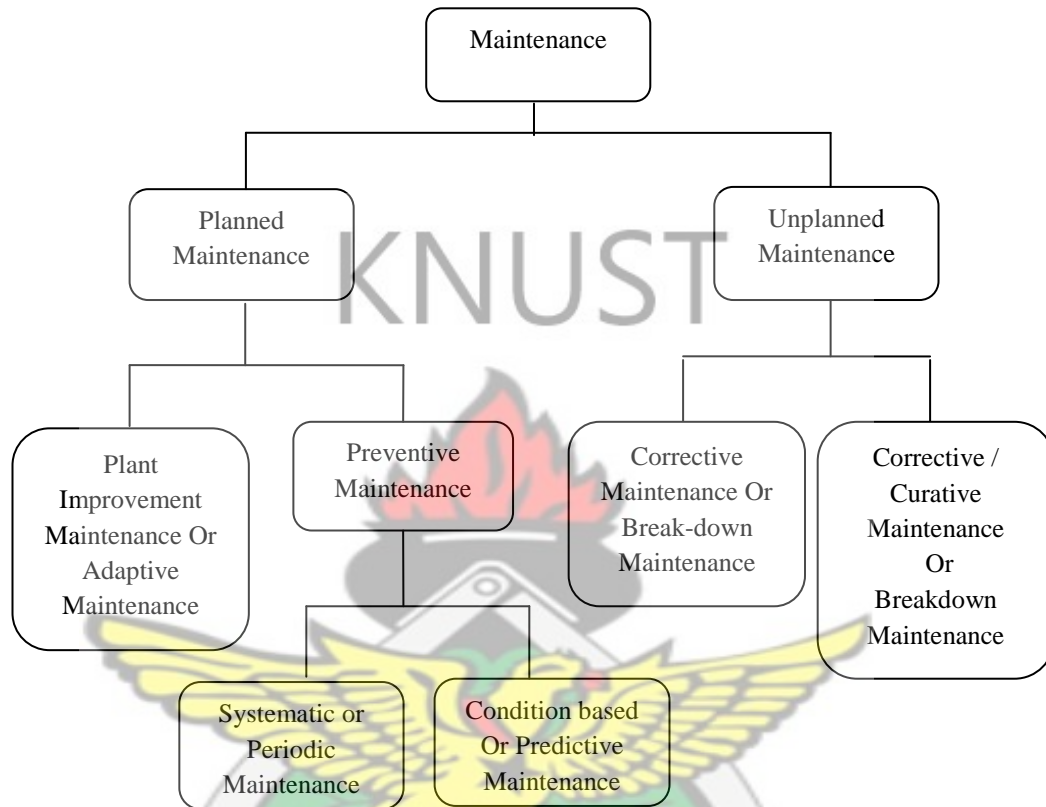 Maintenance
Planned
Maintenance
Unplanned
Maintenance
KNUST
Plant
Improvement
Maintenance Or
Adaptive
Maintenance
Preventive
Maintenance
Corrective
Maintenance Or
Break-down
Maintenance
Corrective /
Curative
Maintenance
Or
Breakdown
Maintenance
Systematic or
Periodic
Maintenance
Condition based
Or Predictive
Maintenance